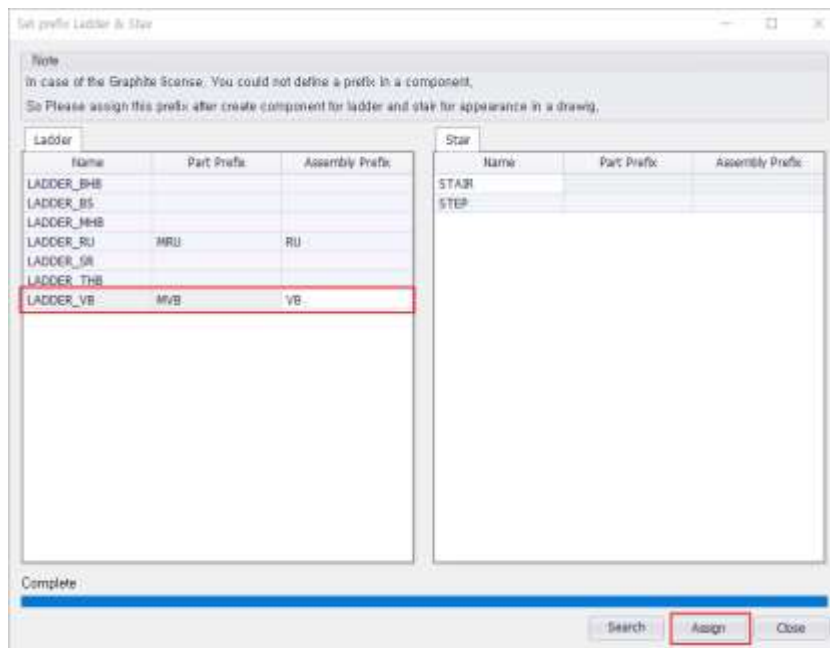 Set prefix Ladder & Stair
Note
In case of the Graphite license, You could not define a prefix in a component,
So Please assign this prefix after create component for ladder and stair for appearance in a drawig,
Ladder
Name Part Prefix Assembly Prefix
LADDER_BHB
LADDER_BS
LADDER_MHB
LADDER_RU MRU RU
LADDER_SR
LADDER_THB
LADDER_VB MVB VB
Stair
Name Part Prefix Assembly Prefix
STAIR
STEP
Complete
Search Assign Close